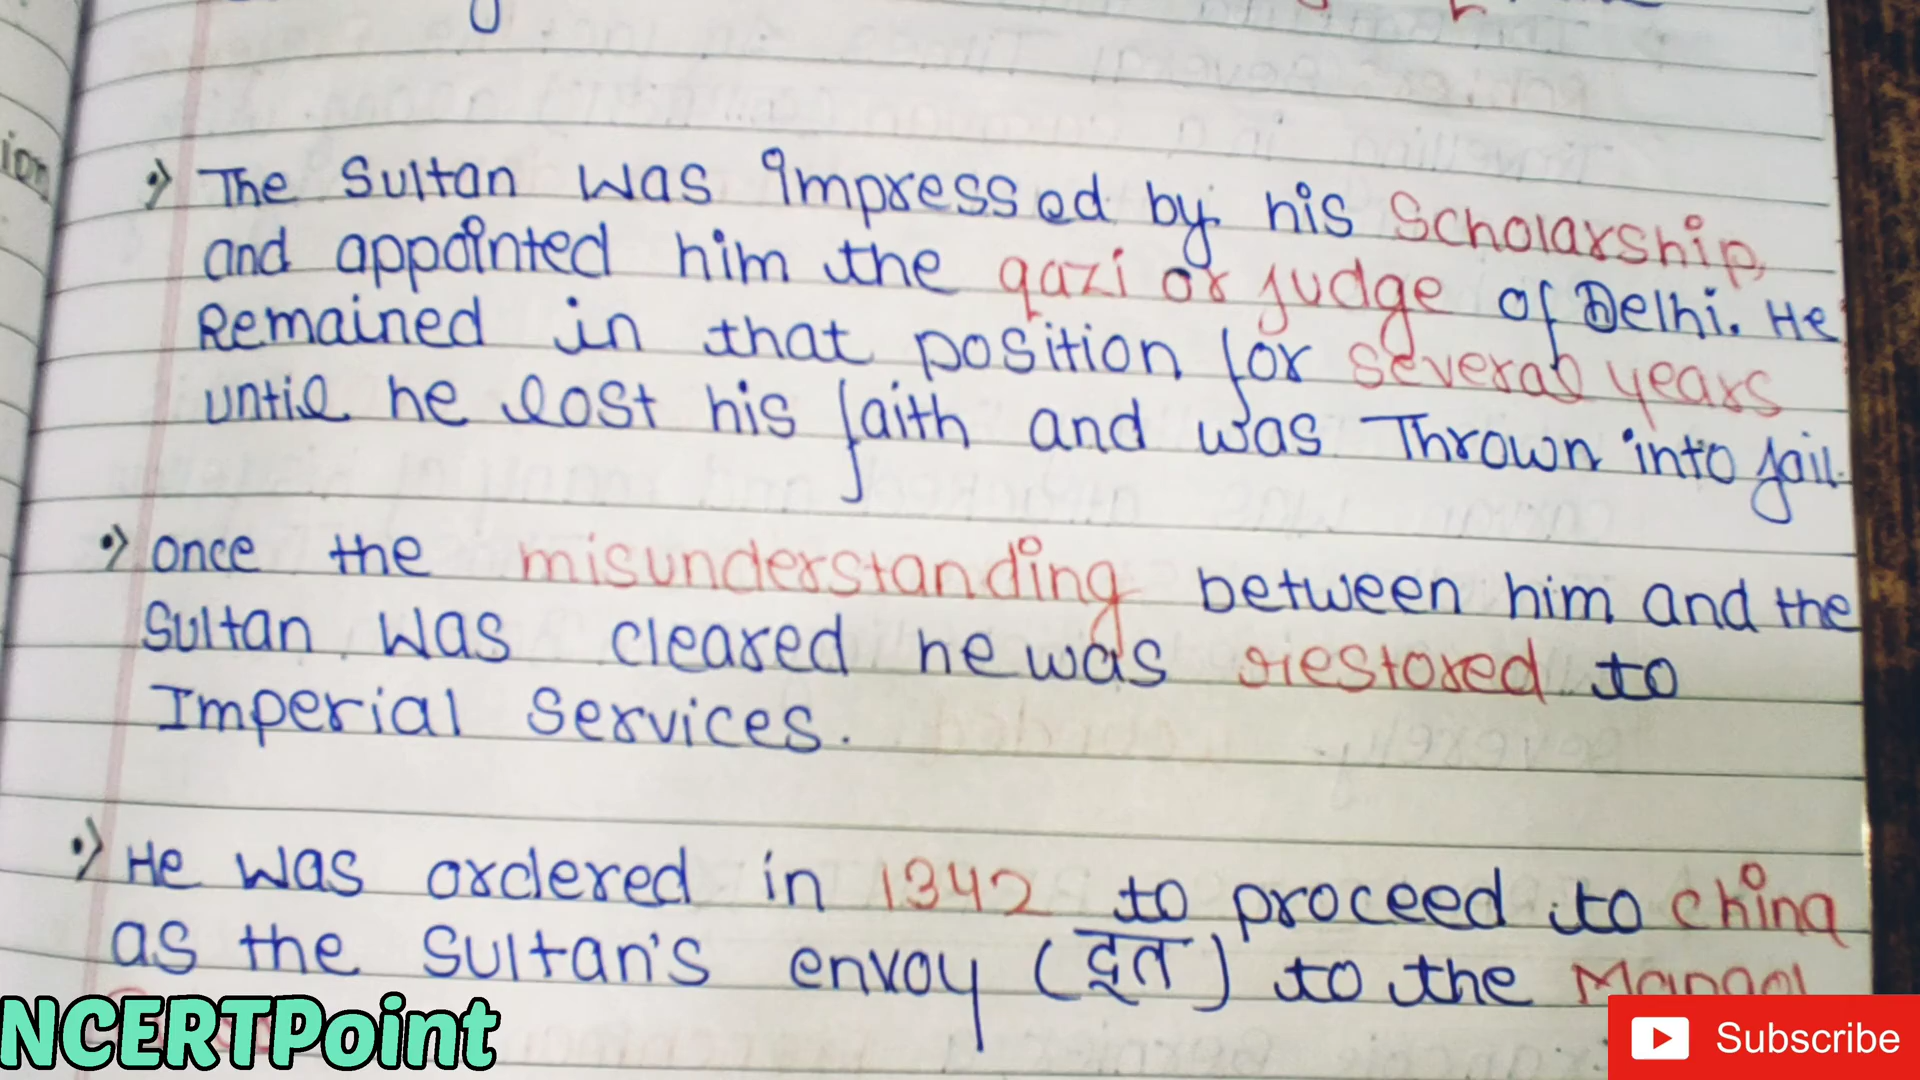 •) The Sultan was impressed by his Scholarship
and appointed him the qazi or judge of Delhi. He
Remained in that position for several years
until he lost his faith and was Thrown into jail.
•) once the misunderstanding between him and the
Sultan was cleared he was restored to
Imperial Services.
•) He was ordered in 1342 to proceed to china
as the Sultan's envoy (दूत) to the Mongol
NCERTPoint
Subscribe